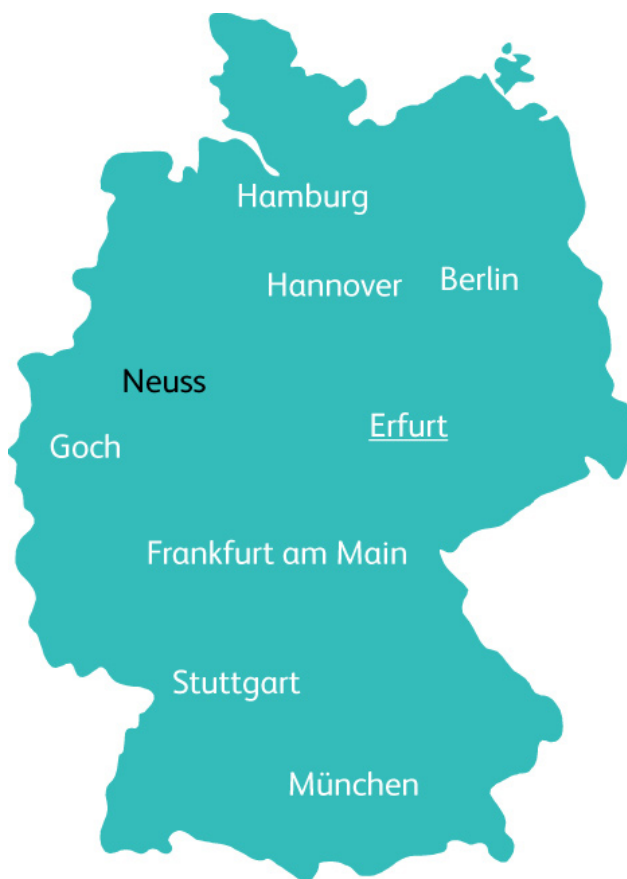 Hamburg
Hannover
Berlin
Neuss
Erfurt
Goch
Frankfurt am Main
Stuttgart
München